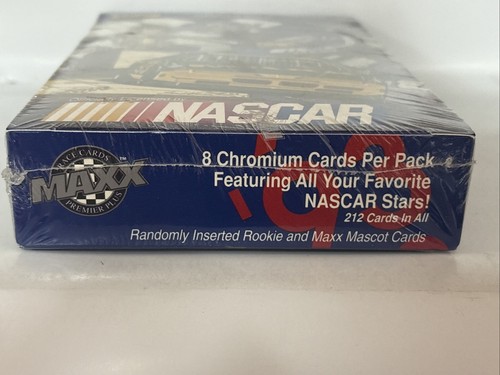 NASCAR
RACE CARDS
MAXX
PREMIER PLUS
8 Chromium Cards Per Pack
Featuring All Your Favorite
NASCAR Stars!
212 Cards In All
Randomly Inserted Rookie and Maxx Mascot Cards